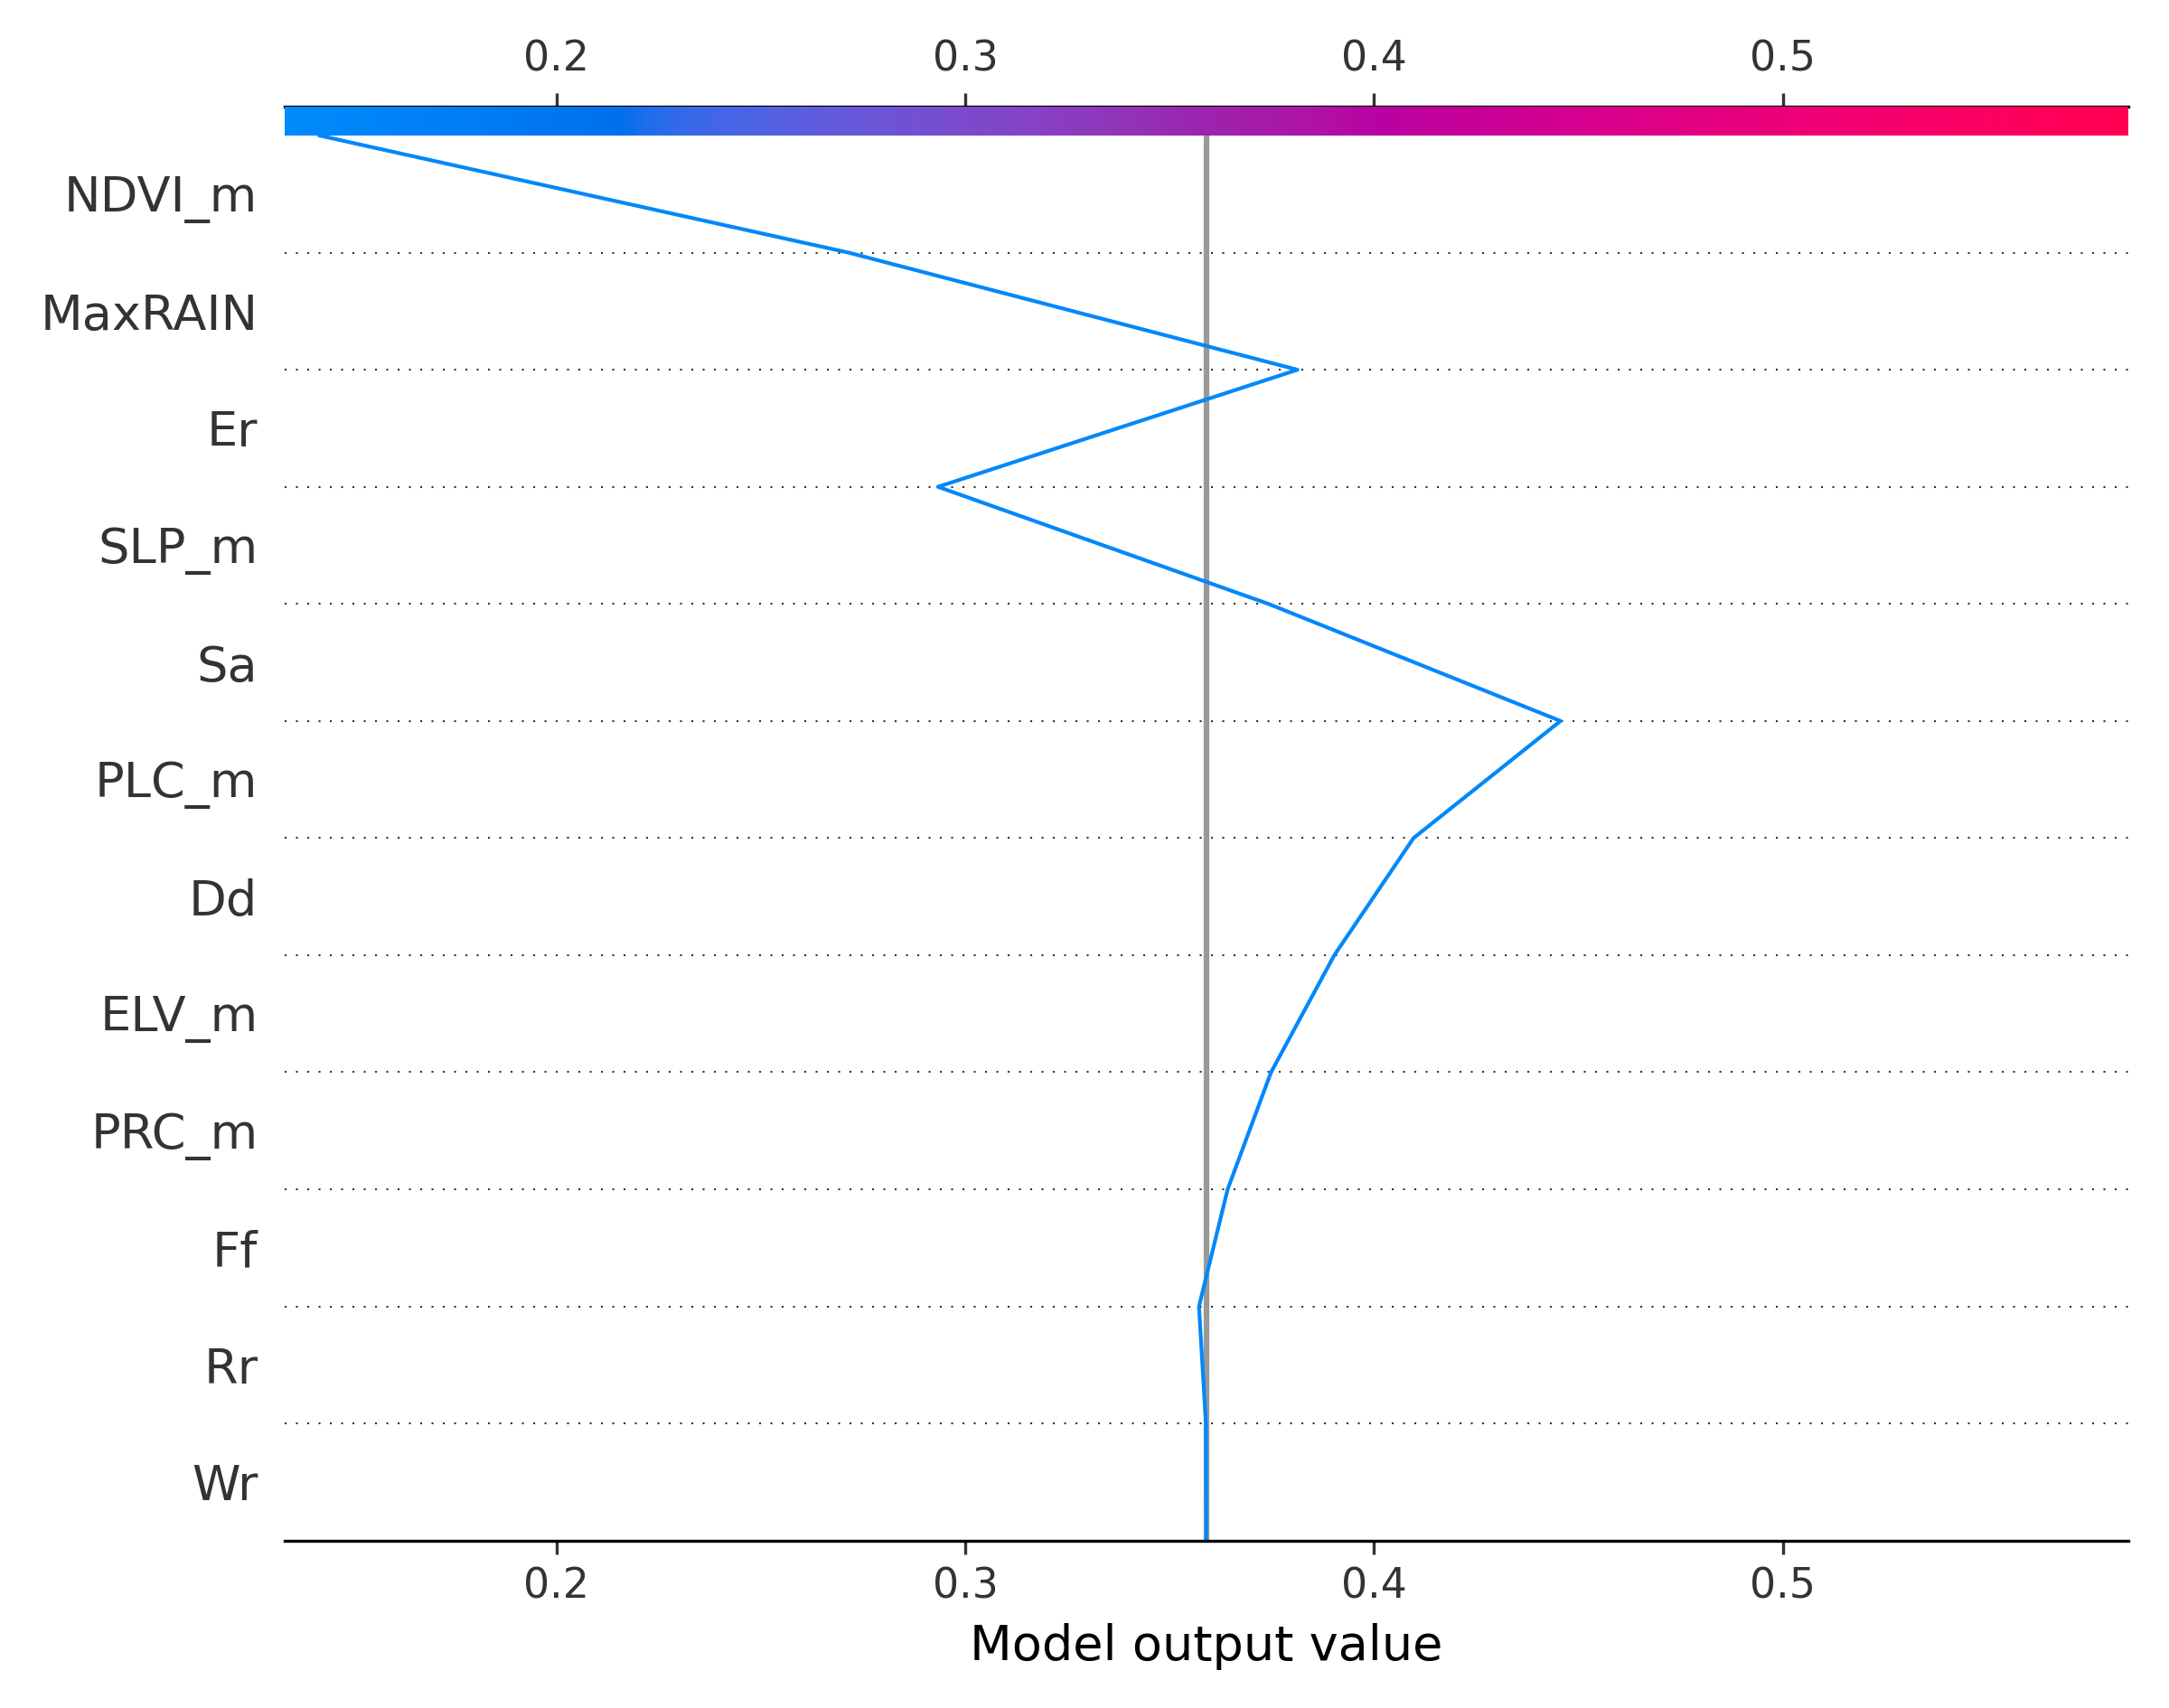 0.2 0.3 0.4 0.5
NDVI_m
MaxRAIN
Er
SLP_m
Sa
PLC_m
Dd
ELV_m
PRC_m
Ff
Rr
Wr
0.2 0.3 0.4 0.5
Model output value